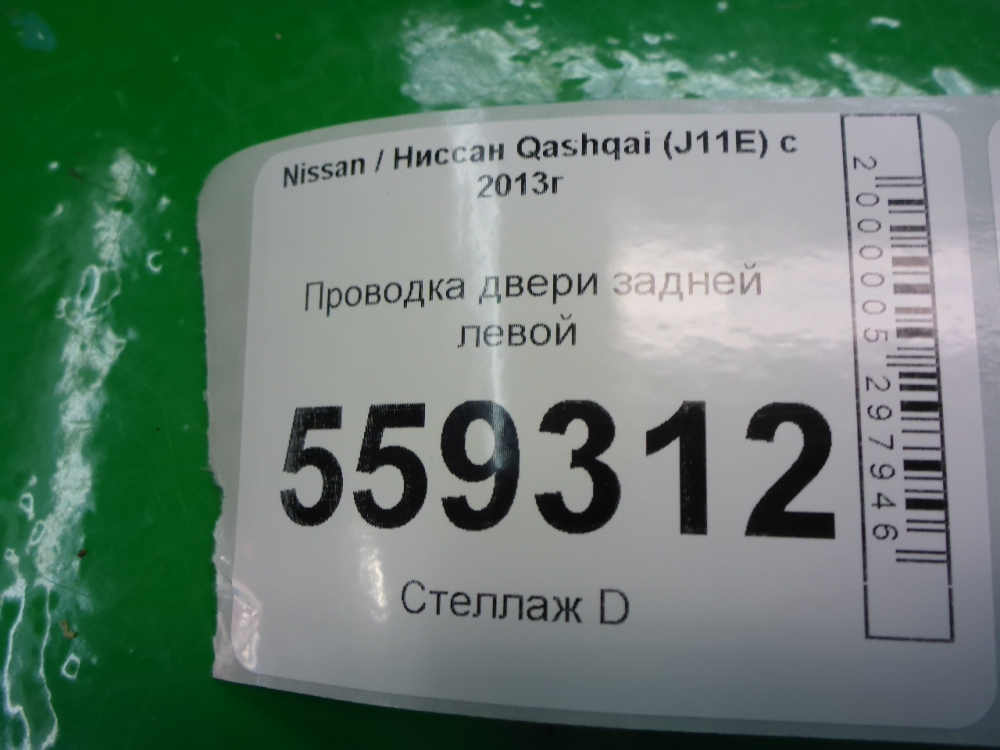 Nissan / Ниссан Qashqai (J11E) с
2013г
Проводка двери задней
левой
559312
Стеллаж D
2000005297946